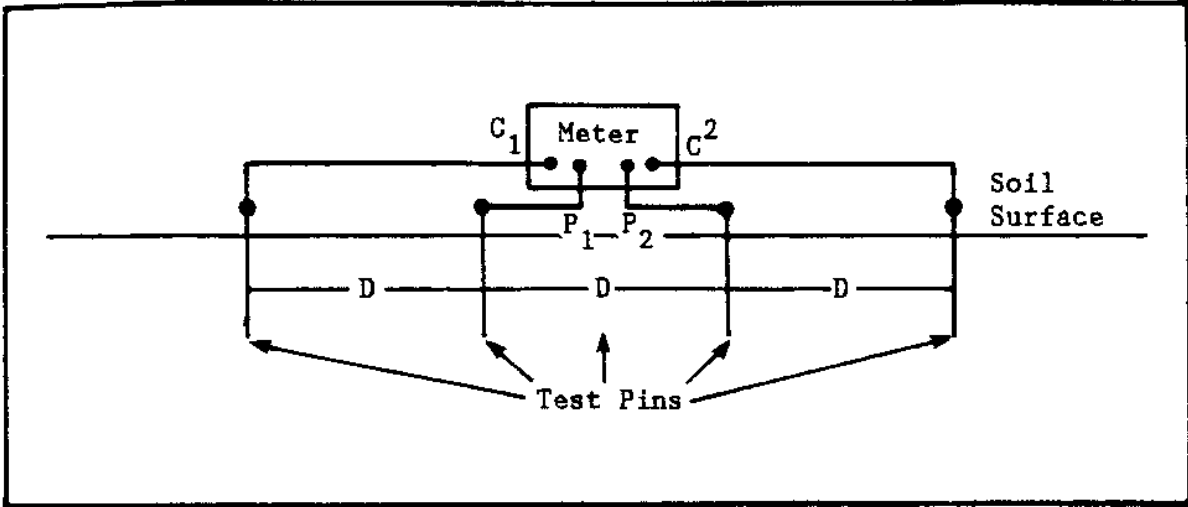 C₁ Meter C²
Soil
Surface
P₁ P₂
D D D
Test Pins